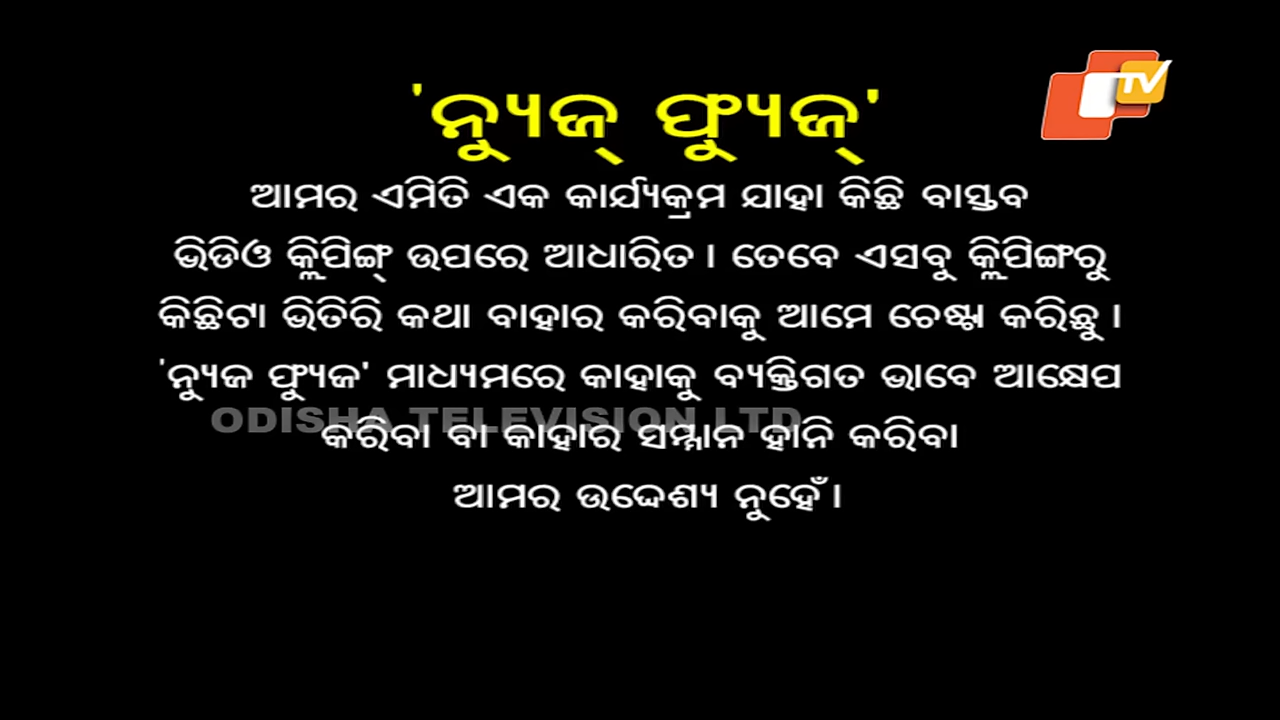 'ନ୍ୟୁଜ୍ ଫ୍ୟୁଜ୍'
TV
ଆମର ଏମିତି ଏକ କାର୍ଯ୍ୟକ୍ରମ ଯାହା କିଛି ବାସ୍ତବ
ଭିଡିଓ କ୍ଲିପିଙ୍ଗ୍ ଉପରେ ଆଧାରିତ । ତେବେ ଏସବୁ କ୍ଲିପିଙ୍ଗରୁ
କିଛିଟା ଭିତିରି କଥା ବାହାର କରିବାକୁ ଆମେ ଚେଷ୍ଟା କରିଛୁ ।
'ନ୍ୟୁଜ ଫ୍ୟୁଜ' ମାଧ୍ୟମରେ କାହାକୁ ବ୍ୟକ୍ତିଗତ ଭାବେ ଆକ୍ଷେପ
ODISHA TELEVISION LTD
କରିବା ବା କାହାର ସମ୍ମାନ ହାନି କରିବା
ଆମର ଉଦ୍ଦେଶ୍ୟ ନୁହେଁ ।